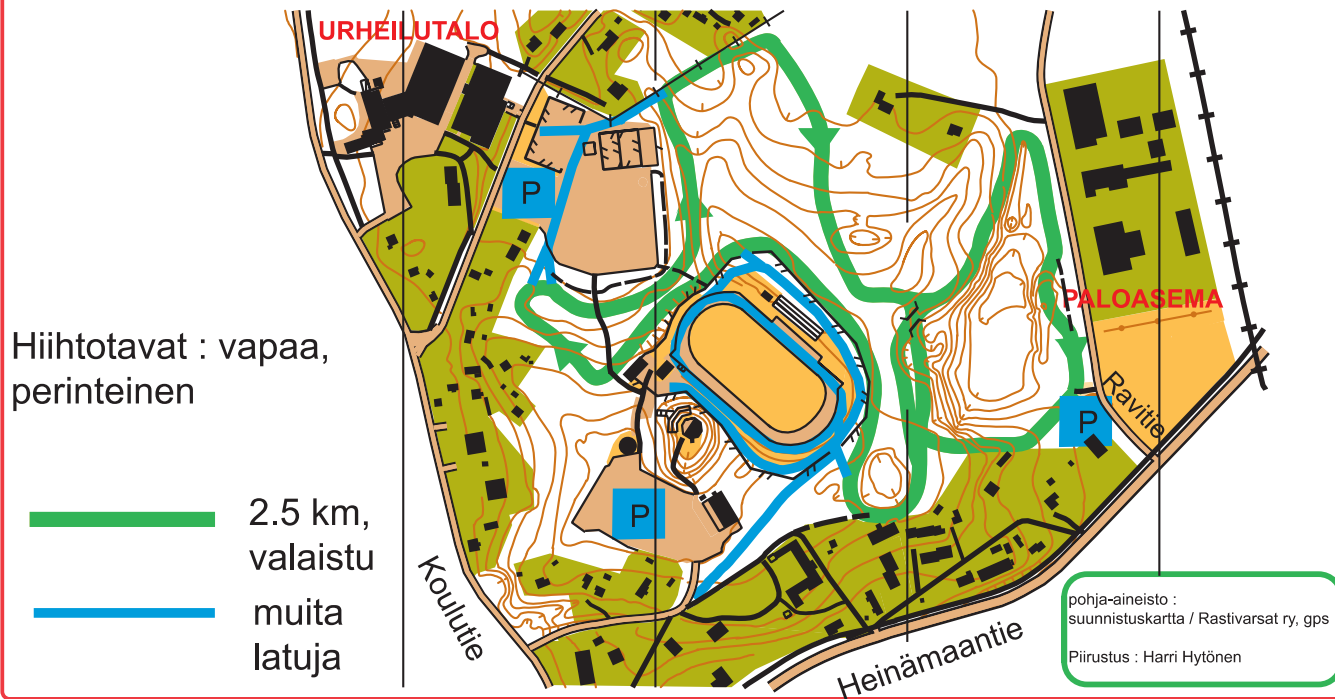 URHEILUTALO
P
PALOASEMA
Hiihtotavat : vapaa,
perinteinen
Ravitie
P
2.5 km,
valaistu
P
muita
latuja
Koulutie
Heinämaantie
pohja-aineisto :
suunnistuskartta / Rastivarsat ry, gps
Piirustus : Harri Hytönen